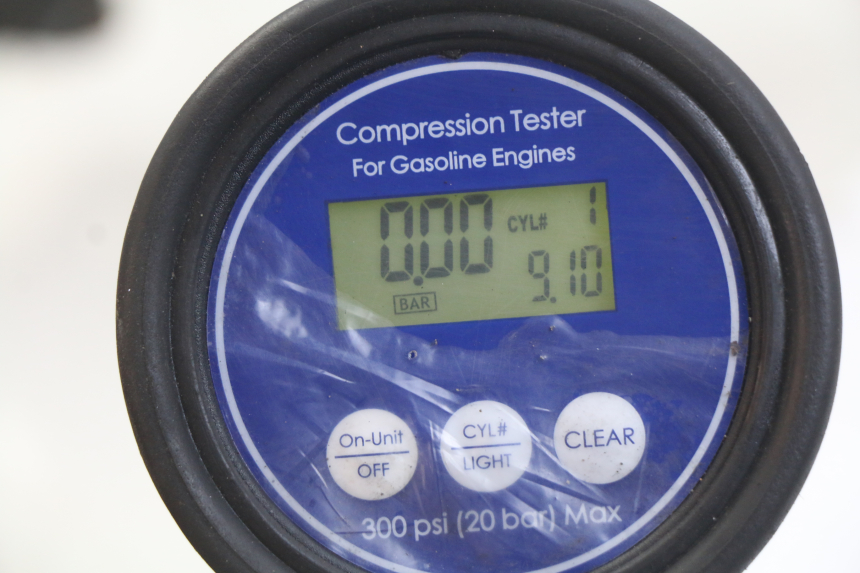 Compression Tester
For Gasoline Engines
0.00 CYL# 1
BAR 9.10
On-Unit
OFF
CYL#
LIGHT
CLEAR
300 psi (20 bar) Max